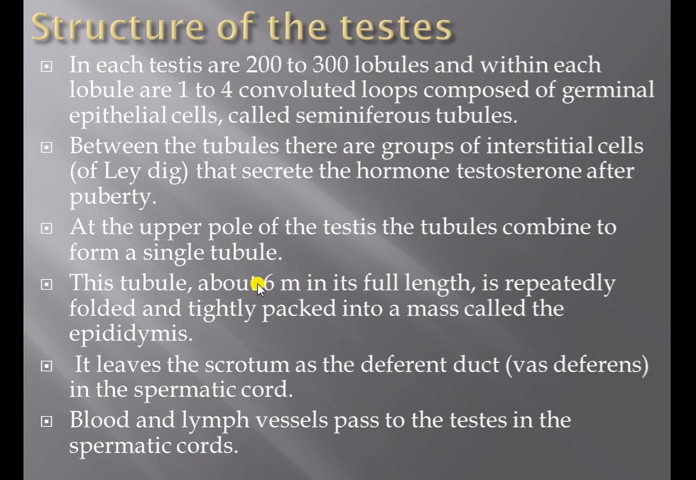 Structure of the testes
In each testis are 200 to 300 lobules and within each
lobule are 1 to 4 convoluted loops composed of germinal
epithelial cells, called seminiferous tubules.
Between the tubules there are groups of interstitial cells
(of Ley dig) that secrete the hormone testosterone after
puberty.
At the upper pole of the testis the tubules combine to
form a single tubule.
This tubule, about 6 m in its full length, is repeatedly
folded and tightly packed into a mass called the
epididymis.
It leaves the scrotum as the deferent duct (vas deferens)
in the spermatic cord.
Blood and lymph vessels pass to the testes in the
spermatic cords.